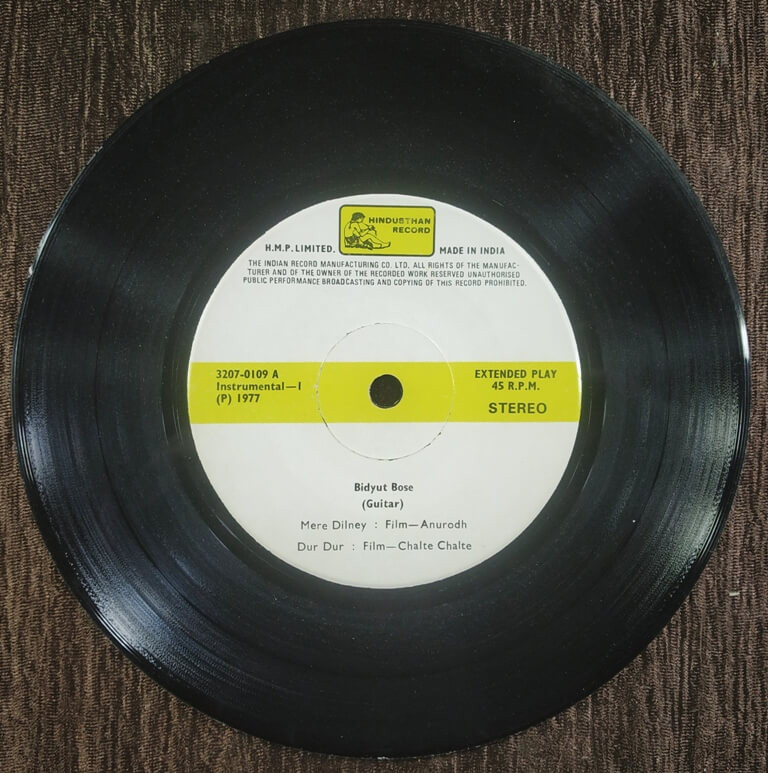 HINDUSTHAN
RECORD
H.M.P. LIMITED. MADE IN INDIA
THE INDIAN RECORD MANUFACTURING CO. LTD. ALL RIGHTS OF THE MANUFAC-
TURER AND OF THE OWNER OF THE RECORDED WORK RESERVED UNAUTHORISED
PUBLIC PERFORMANCE BROADCASTING AND COPYING OF THIS RECORD PROHIBITED.
3207-0109 A
Instrumental—I
(P) 1977
EXTENDED PLAY
45 R.P.M.
STEREO
Bidyut Bose
(Guitar)
Mere Dilney : Film—Anurodh
Dur Dur : Film—Chalte Chalte